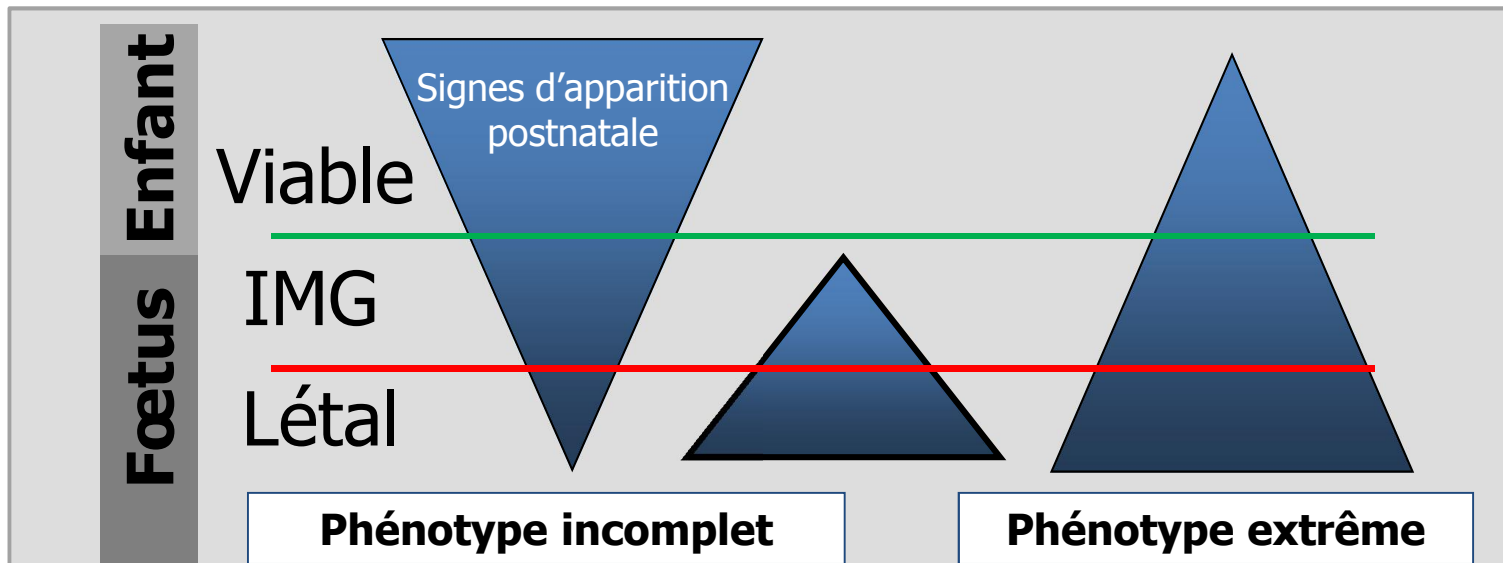 Enfant
Fœtus
Viable
IMG
Létal
Signes d'apparition
postnatale
Phénotype incomplet
Phénotype extrême